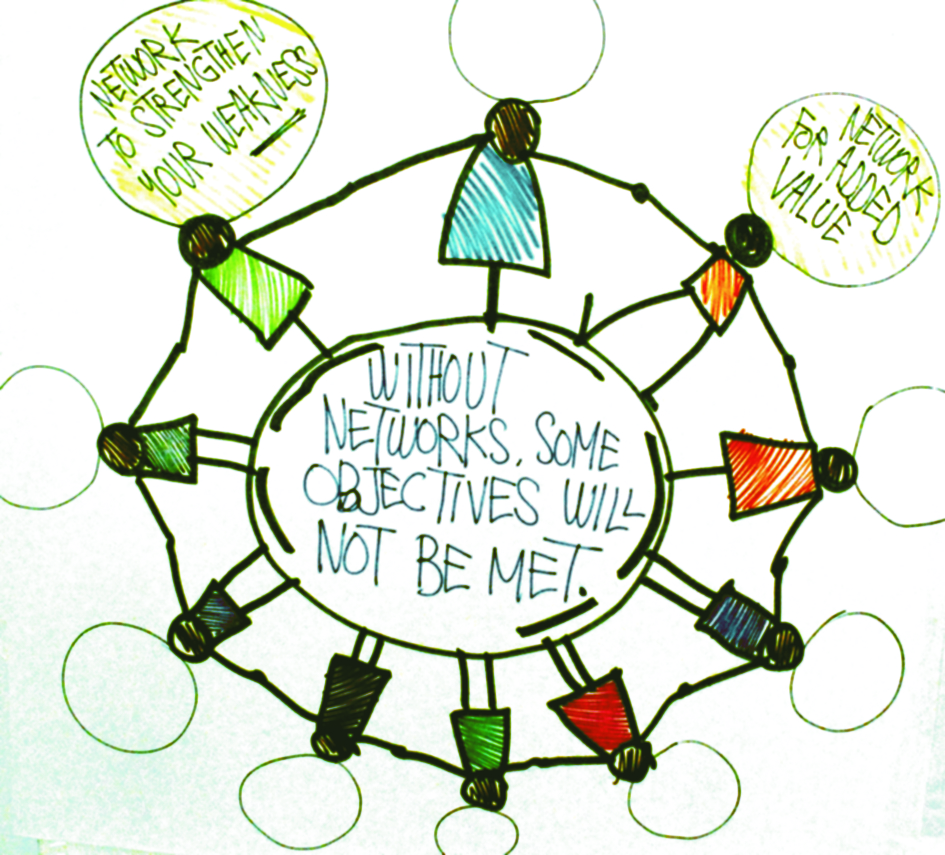 NETWORK
TO STRENGTHEN
YOUR WEAKNESS
NETWORK
FOR ADDED
VALUE
WITHOUT
NETWORKS, SOME
OBJECTIVES WILL
NOT BE MET.